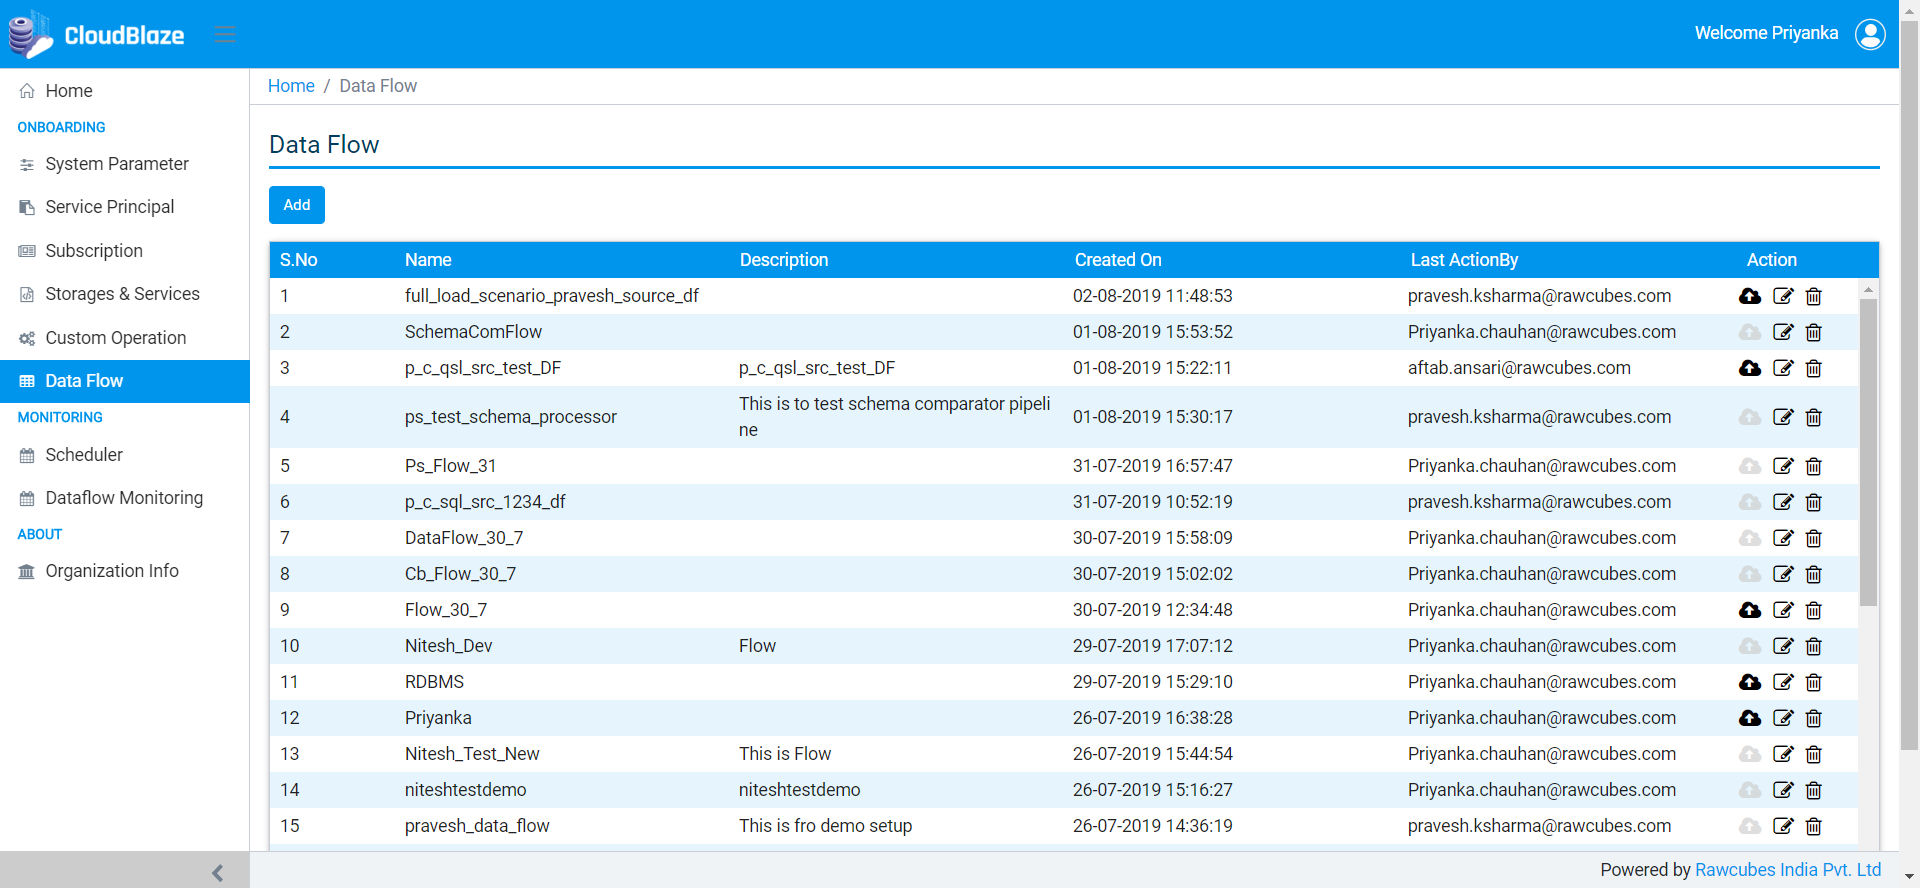 CloudBlaze
Welcome Priyanka
Home
ONBOARDING
System Parameter
Service Principal
Subscription
Storages & Services
Custom Operation
Data Flow
MONITORING
Scheduler
Dataflow Monitoring
ABOUT
Organization Info
Home / Data Flow
Data Flow
Add
S.No Name Description Created On Last ActionBy Action
1 full_load_scenario_pravesh_source_df 02-08-2019 11:48:53 pravesh.ksharma@rawcubes.com
2 SchemaComFlow 01-08-2019 15:53:52 Priyanka.chauhan@rawcubes.com
3 p_c_qsl_src_test_DF p_c_qsl_src_test_DF 01-08-2019 15:22:11 aftab.ansari@rawcubes.com
4 ps_test_schema_processor This is to test schema comparator pipeli 01-08-2019 15:30:17 pravesh.ksharma@rawcubes.com
ne
5 Ps_Flow_31 31-07-2019 16:57:47 Priyanka.chauhan@rawcubes.com
6 p_c_sql_src_1234_df 31-07-2019 10:52:19 pravesh.ksharma@rawcubes.com
7 DataFlow_30_7 30-07-2019 15:58:09 Priyanka.chauhan@rawcubes.com
8 Cb_Flow_30_7 30-07-2019 15:02:02 Priyanka.chauhan@rawcubes.com
9 Flow_30_7 30-07-2019 12:34:48 Priyanka.chauhan@rawcubes.com
10 Nitesh_Dev Flow 29-07-2019 17:07:12 Priyanka.chauhan@rawcubes.com
11 RDBMS 29-07-2019 15:29:10 Priyanka.chauhan@rawcubes.com
12 Priyanka 26-07-2019 16:38:28 Priyanka.chauhan@rawcubes.com
13 Nitesh_Test_New This is Flow 26-07-2019 15:44:54 Priyanka.chauhan@rawcubes.com
14 niteshtestdemo niteshtestdemo 26-07-2019 15:16:27 Priyanka.chauhan@rawcubes.com
15 pravesh_data_flow This is fro demo setup 26-07-2019 14:36:19 pravesh.ksharma@rawcubes.com
Powered by Rawcubes India Pvt. Ltd